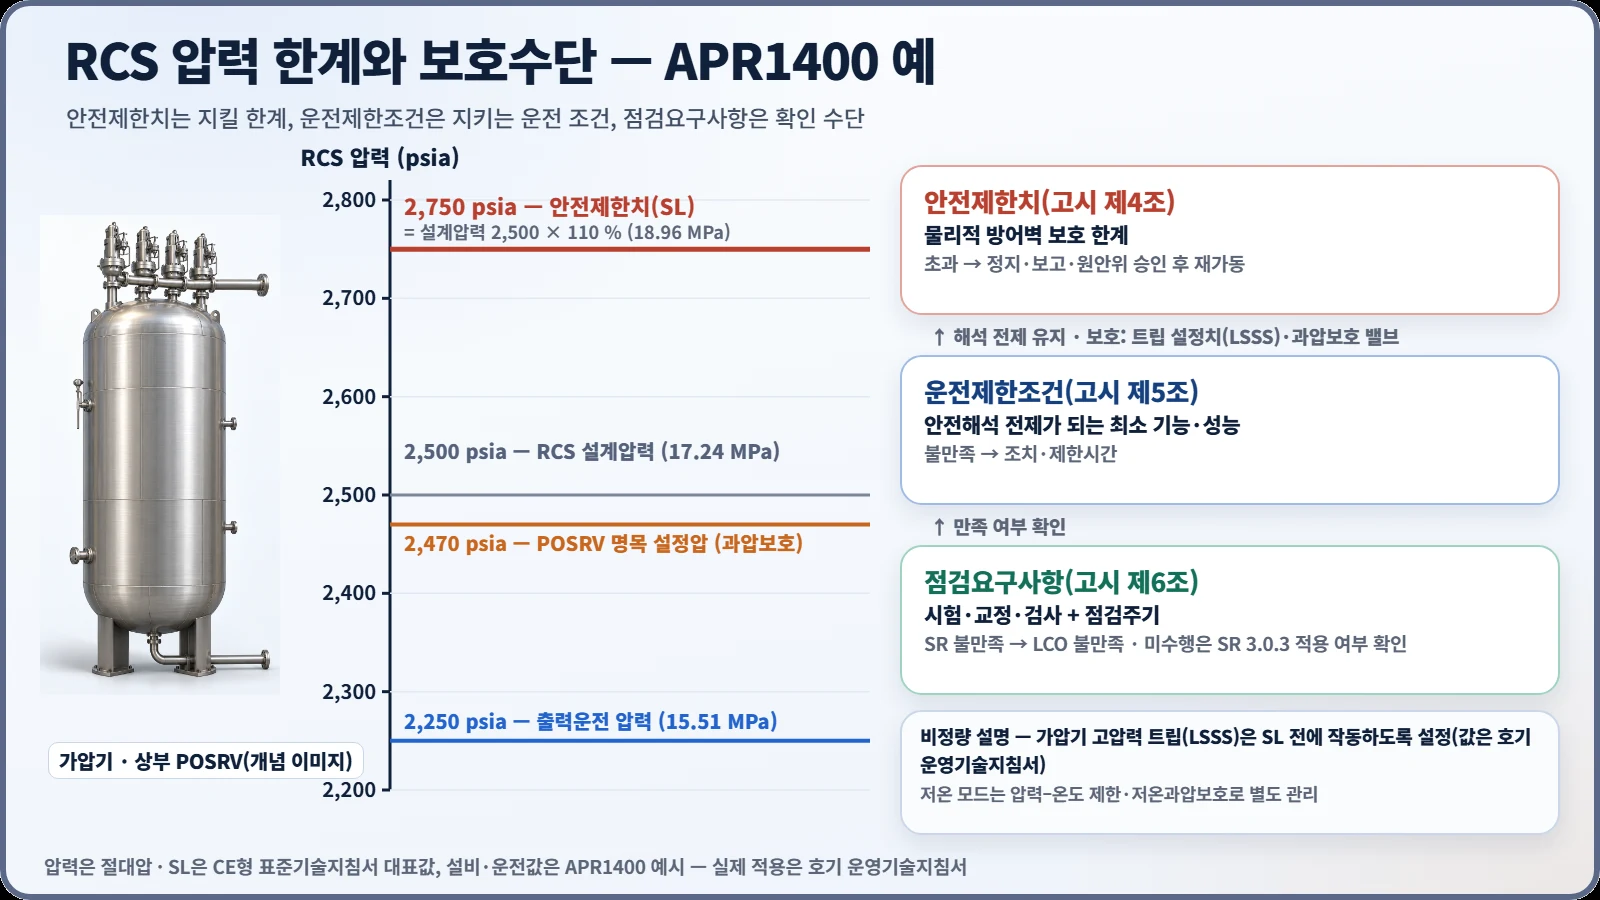 RCS 압력 한계와 보호수단 — APR1400 예
안전제한치는 지킬 한계, 운전제한조건은 지키는 운전 조건, 점검요구사항은 확인 수단
RCS 압력 (psia)
2,800
2,750 psia — 안전제한치(SL)
= 설계압력 2,500 × 110 % (18.96 MPa)
2,700
2,600
2,500 psia — RCS 설계압력 (17.24 MPa)
2,500
2,470 psia — POSRV 명목 설정압 (과압보호)
2,400
2,300
2,250 psia — 출력운전 압력 (15.51 MPa)
2,200
가압기 · 상부 POSRV(개념 이미지)
안전제한치(고시 제4조)
물리적 방어벽 보호 한계
초과 → 정지·보고·원안위 승인 후 재가동
↑ 해석 전제 유지 · 보호: 트립 설정치(LSSS)·과압보호 밸브
운전제한조건(고시 제5조)
안전해석 전제가 되는 최소 기능·성능
불만족 → 조치·제한시간
↑ 만족 여부 확인
점검요구사항(고시 제6조)
시험·교정·검사 + 점검주기
SR 불만족 → LCO 불만족 · 미수행은 SR 3.0.3 적용 여부 확인
비정량 설명 — 가압기 고압력 트립(LSSS)은 SL 전에 작동하도록 설정(값은 호기
운영기술지침서)
저온 모드는 압력–온도 제한·저온과압보호로 별도 관리
압력은 절대압 · SL은 CE형 표준기술지침서 대표값, 설비·운전값은 APR1400 예시 — 실제 적용은 호기 운영기술지침서